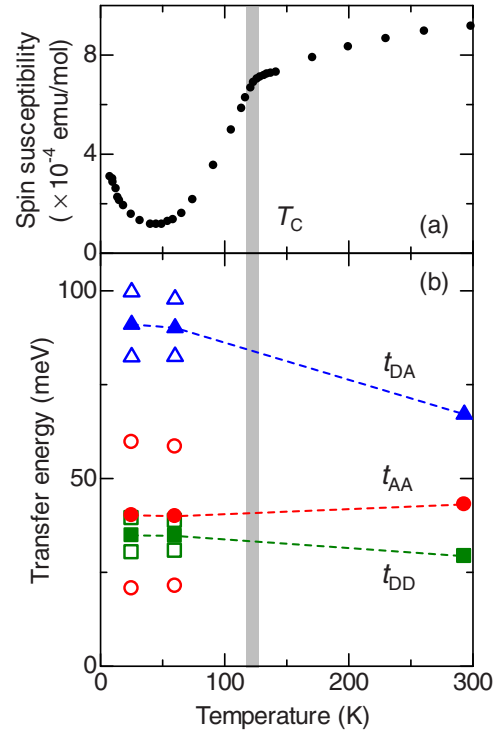 Spin susceptibility
(×10⁻⁴ emu/mol)
8
4
0
T_C
(a)
(b)
Transfer energy (meV)
100
50
0
t_DA
t_AA
t_DD
0 100 200 300
Temperature (K)